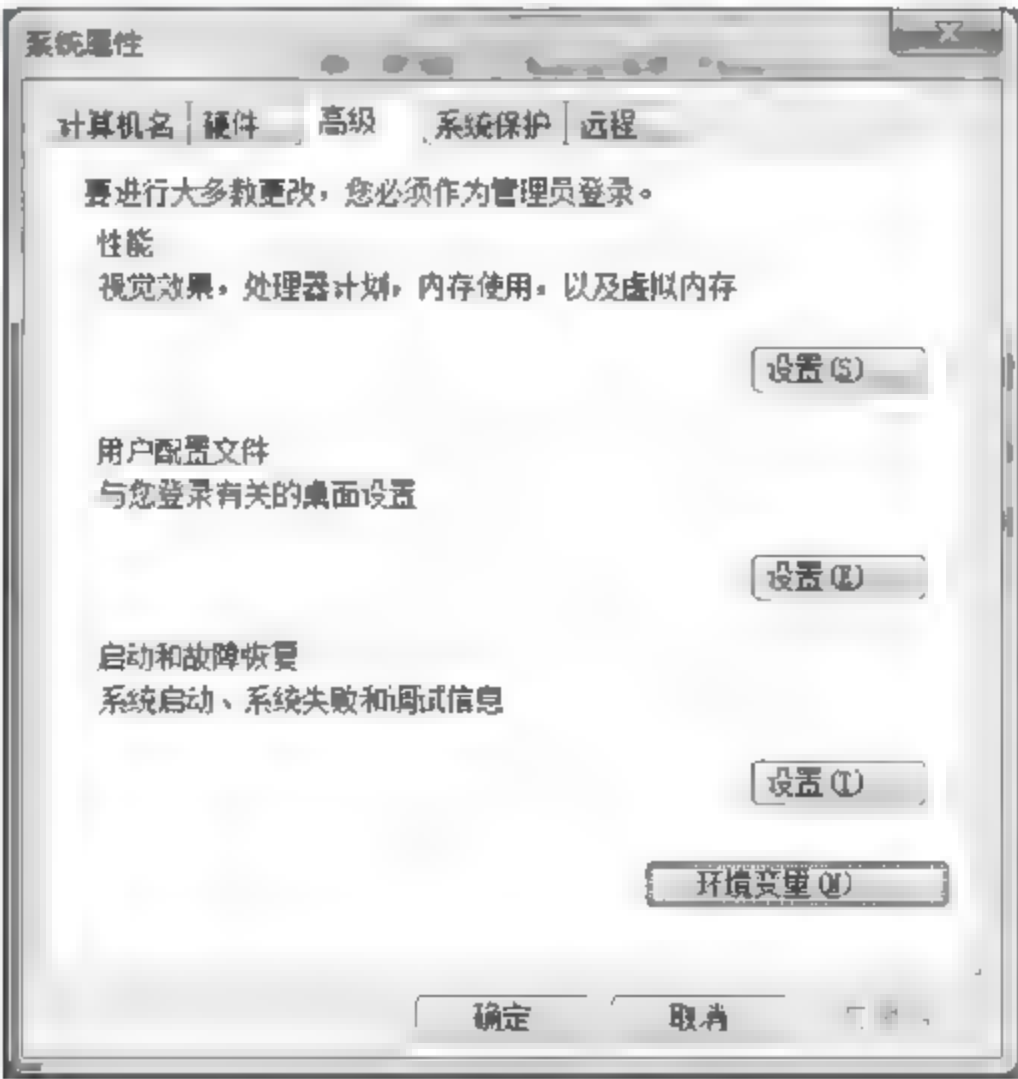 系统属性
计算机名 硬件 高级 系统保护 远程
要进行大多数更改，您必须作为管理员登录。
性能
视觉效果，处理器计划，内存使用，以及虚拟内存
设置(S)
用户配置文件
与您登录有关的桌面设置
设置(E)
启动和故障恢复
系统启动、系统失败和调试信息
设置(T)
环境变量(N)
确定 取消